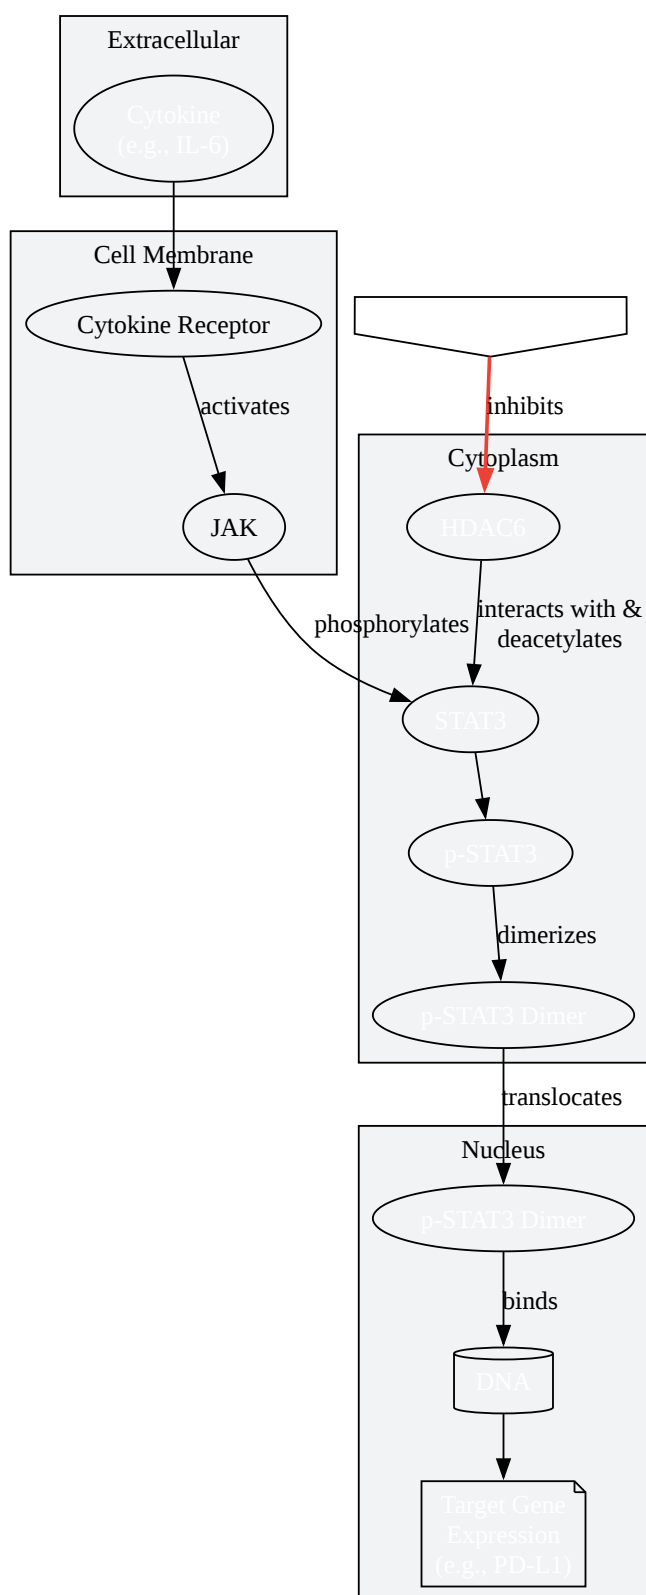 Extracellular
Cytokine
(e.g., IL-6)
Cell Membrane
Cytokine Receptor
activates
inhibits
Cytoplasm
JAK
HDAC6
phosphorylates
interacts with &
deacetylates
STAT3
p-STAT3
dimerizes
p-STAT3 Dimer
translocates
Nucleus
p-STAT3 Dimer
binds
DNA
Target Gene
Expression
(e.g., PD-L1)